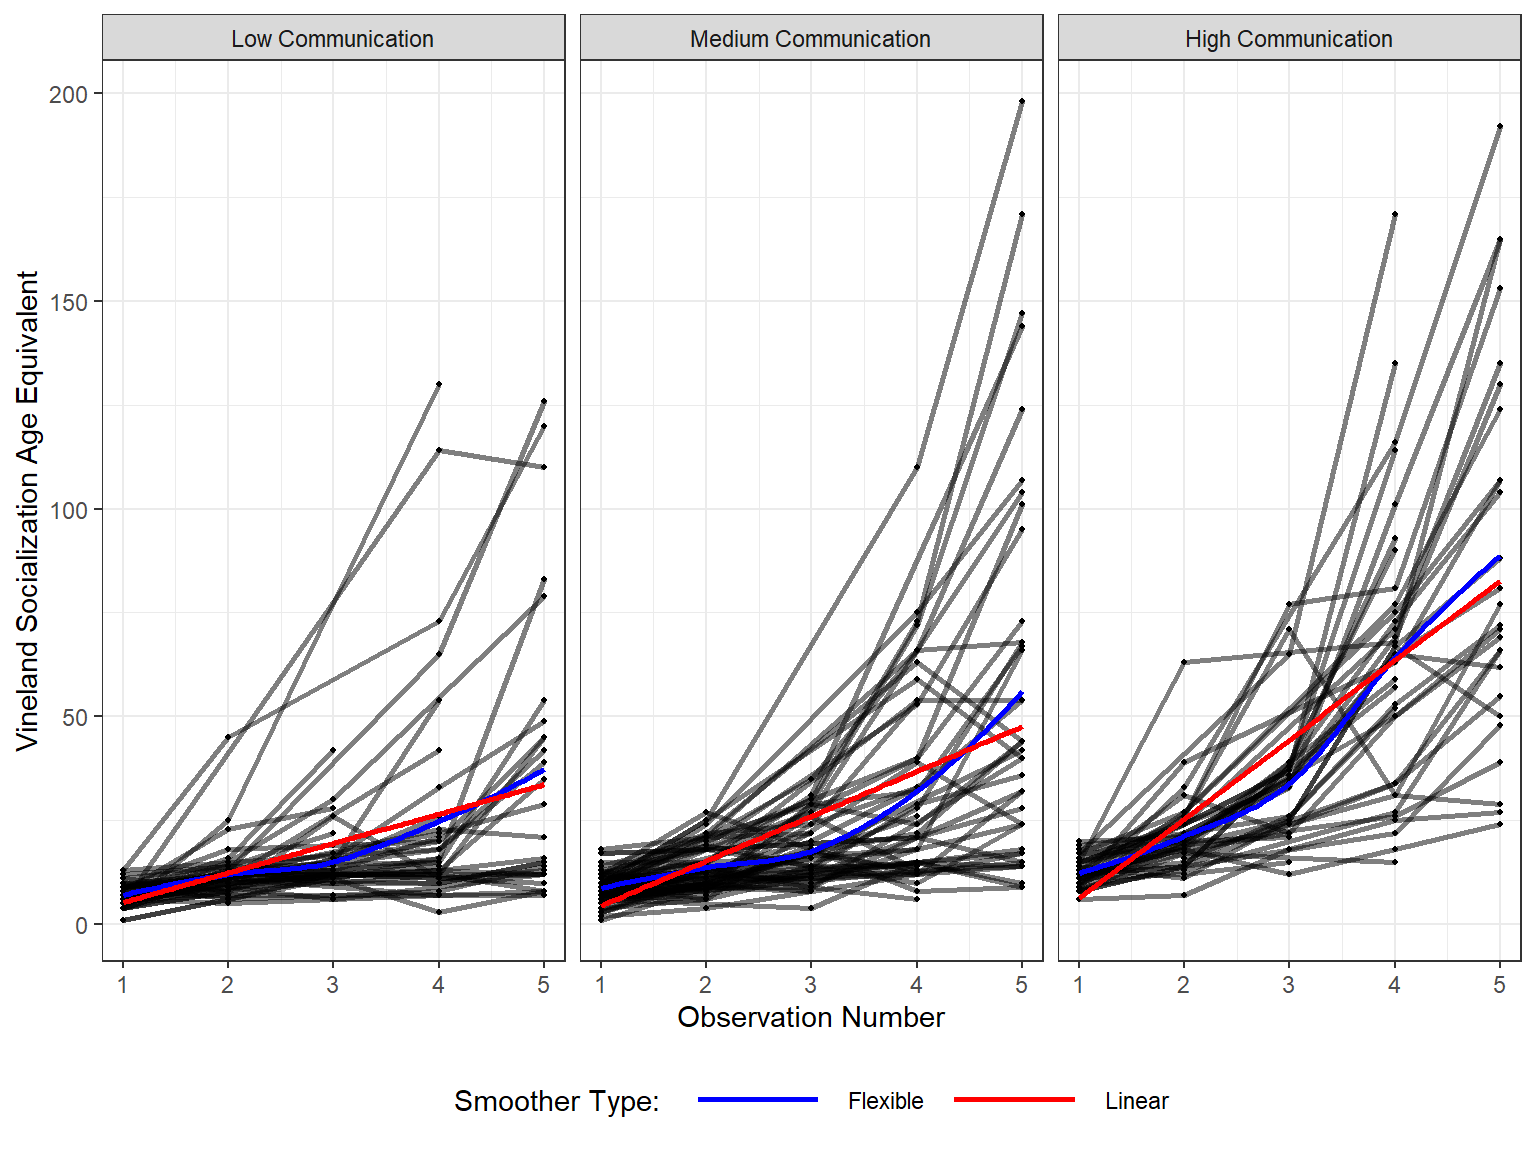 Low Communication
Medium Communication
High Communication
Vineland Socialization Age Equivalent
200
150
100
50
0
1 2 3 4 5
1 2 3 4 5
1 2 3 4 5
Observation Number
Smoother Type: Flexible Linear